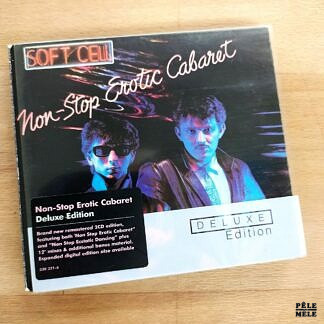 SOFT CELL
Non-Stop Erotic Cabaret
Non-Stop Erotic Cabaret
Deluxe Edition
Brand new remastered 2CD edition,
featuring both "Non Stop Erotic Cabaret"
and "Non Stop Ecstatic Dancing" plus
12" mixes & additional bonus material.
Expanded digital edition also available
DELUXE
Edition
PÊLE
MÊLE